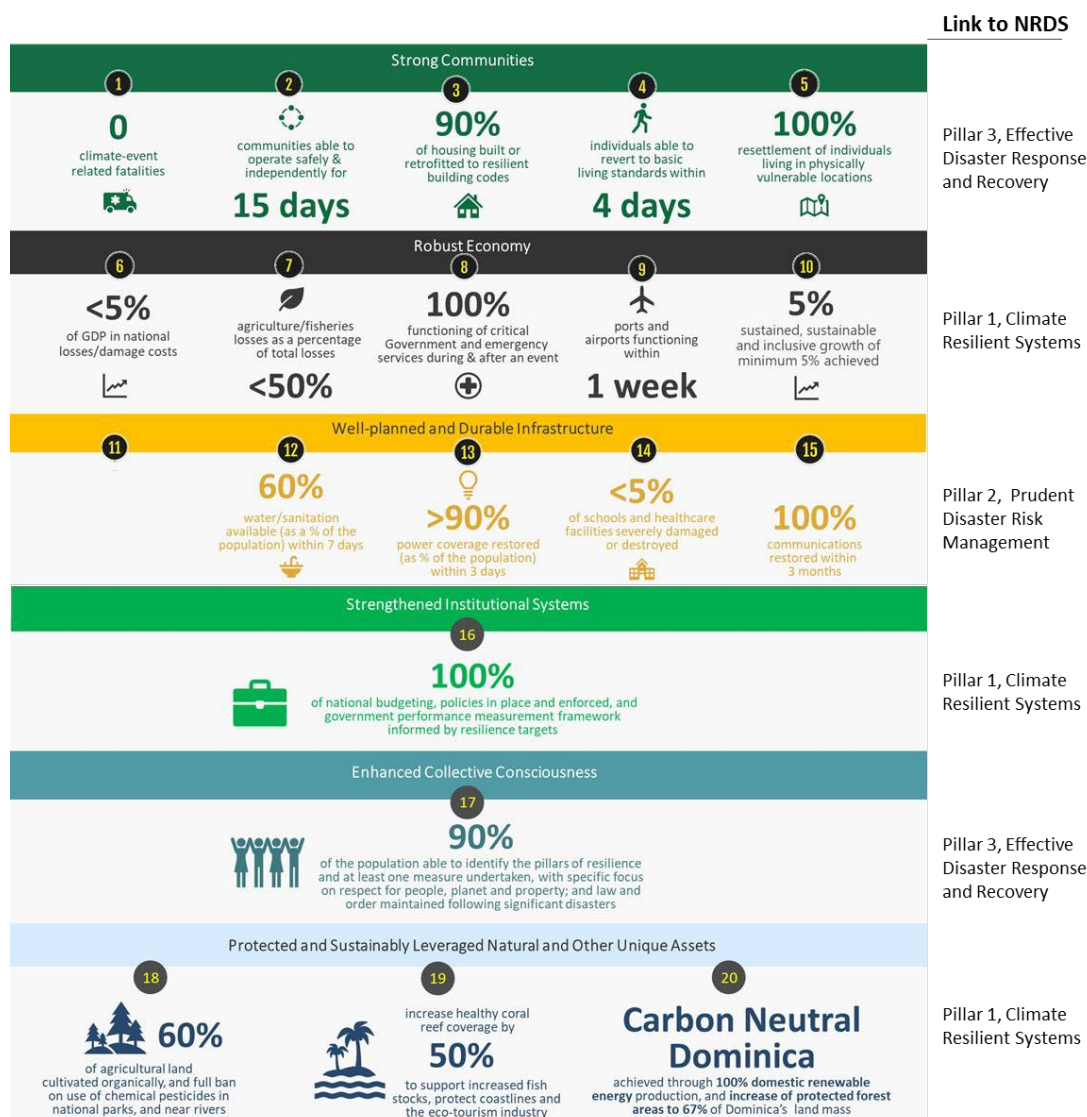 Link to NRDS
Strong Communities
1
2
3
4
5
0
climate-event
related fatalities
communities able to
operate safely &
independently for
15 days
90%
of housing built or
retrofitted to resilient
building codes
individuals able to
revert to basic
living standards within
4 days
100%
resettlement of individuals
living in physically
vulnerable locations
Pillar 3, Effective
Disaster Response
and Recovery
Robust Economy
6
7
8
9
10
<5%
of GDP in national
losses/damage costs
agriculture/fisheries
losses as a percentage
of total losses
<50%
100%
functioning of critical
Government and emergency
services during & after an event
ports and
airports functioning
within
1 week
5%
sustained, sustainable
and inclusive growth of
minimum 5% achieved
Pillar 1, Climate
Resilient Systems
Well-planned and Durable Infrastructure
11
12
13
14
15
60%
water/sanitation
available (as a % of the
population) within 7 days
>90%
power coverage restored
(as % of the population)
within 3 days
<5%
of schools and healthcare
facilities severely damaged
or destroyed
100%
communications
restored within
3 months
Pillar 2, Prudent
Disaster Risk
Management
Strengthened Institutional Systems
16
100%
of national budgeting, policies in place and enforced, and
government performance measurement framework
informed by resilience targets
Pillar 1, Climate
Resilient Systems
Enhanced Collective Consciousness
17
90%
of the population able to identify the pillars of resilience
and at least one measure undertaken, with specific focus
on respect for people, planet and property; and law and
order maintained following significant disasters
Pillar 3, Effective
Disaster Response
and Recovery
Protected and Sustainably Leveraged Natural and Other Unique Assets
18
19
20
60%
of agricultural land
cultivated organically, and full ban
on use of chemical pesticides in
national parks, and near rivers
increase healthy coral
reef coverage by
50%
to support increased fish
stocks, protect coastlines and
the eco-tourism industry
Carbon Neutral
Dominica
achieved through 100% domestic renewable
energy production, and increase of protected forest
areas to 67% of Dominica's land mass
Pillar 1, Climate
Resilient Systems